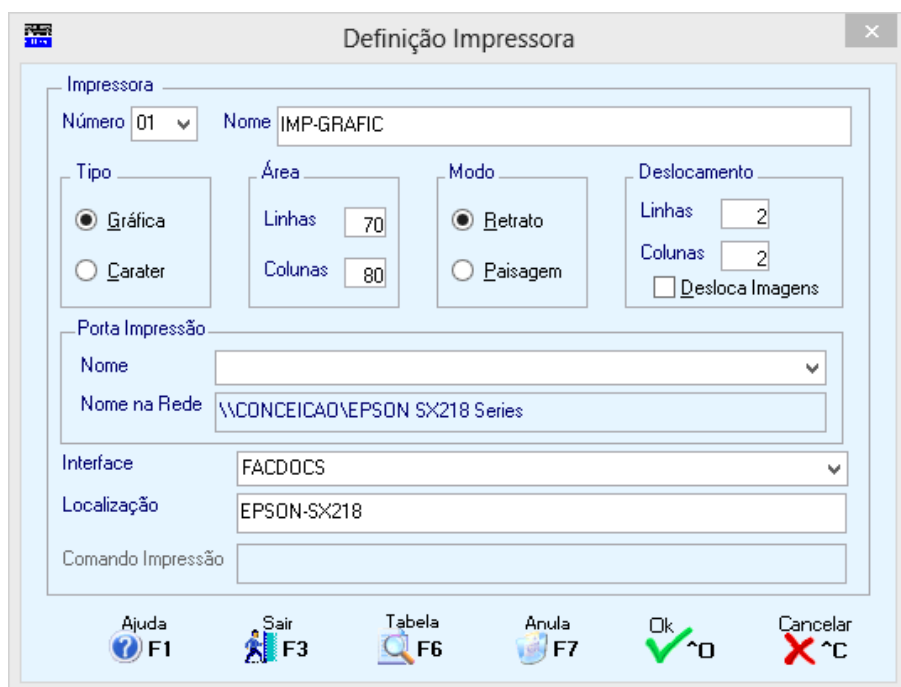 Definição Impressora
Impressora
Número 01 Nome IMP-GRAFIC
Tipo Área Modo Deslocamento
Gráfica Linhas 70 Retrato Linhas 2
Carater Colunas 80 Paisagem Colunas 2
Desloca Imagens
Porta Impressão
Nome
Nome na Rede \\CONCEICAO\EPSON SX218 Series
Interface FACDOCS
Localização EPSON-SX218
Comando Impressão
Ajuda Sair Tabela Anula Ok Cancelar
F1 F3 F6 F7 ^O ^C